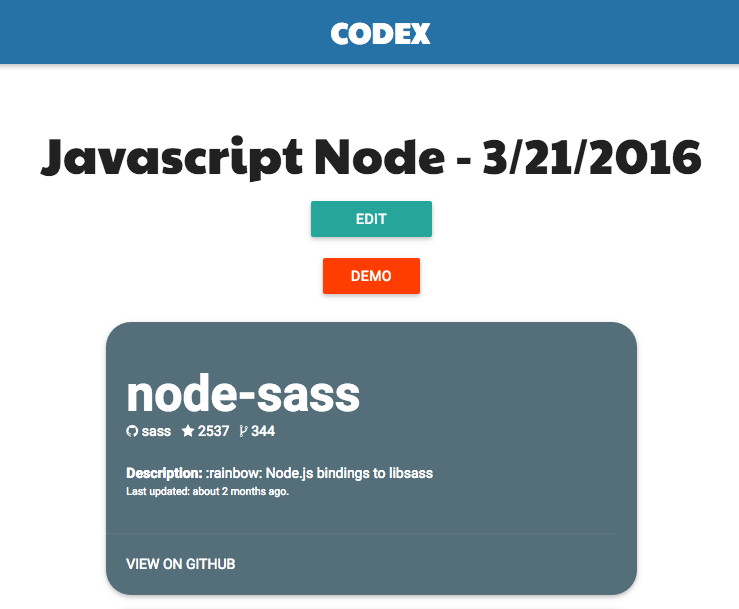 CODEX
Javascript Node - 3/21/2016
EDIT
DEMO
node-sass
sass 2537 344
Description: :rainbow: Node.js bindings to libsass
Last updated: about 2 months ago.
VIEW ON GITHUB